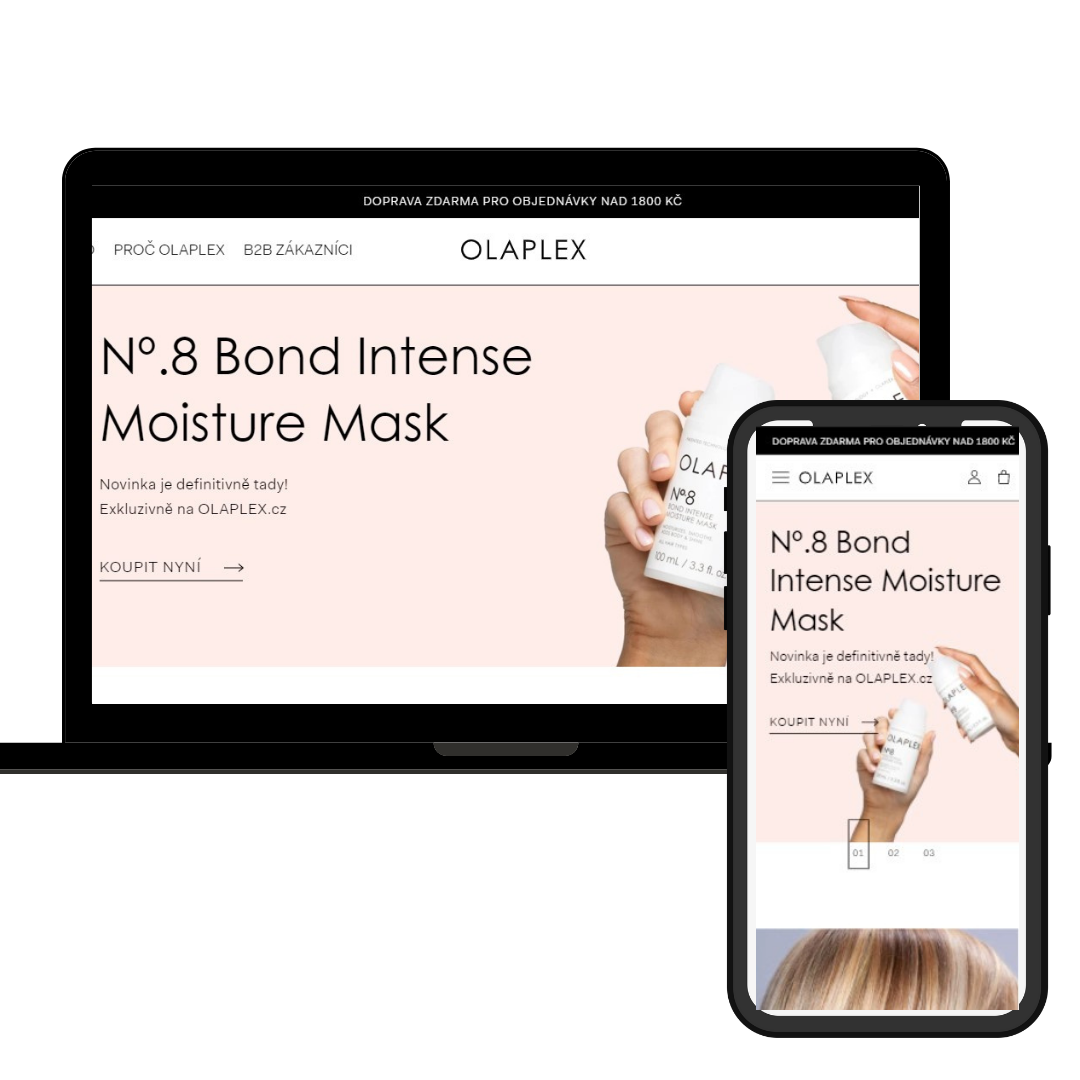 DOPRAVA ZDARMA PRO OBJEDNÁVKY NAD 1800 KČ
PROČ OLAPLEX B2B ZÁKAZNÍCI OLAPLEX
Nº.8 Bond Intense
Moisture Mask
Novinka je definitivně tady!
Exkluzivně na OLAPLEX.cz
KOUPIT NYNÍ
Nº8
BOND INTENSE
MOISTURE MASK
100 mL / 3.3 fl.
DOPRAVA ZDARMA PRO OBJEDNÁVKY NAD 1800 KČ
OLAPLEX
Nº.8 Bond
Intense Moisture
Mask
Novinka je definitivně tady!
Exkluzivně na OLAPLEX.cz
KOUPIT NYNÍ
OLAPLEX
Nº8
01 02 03